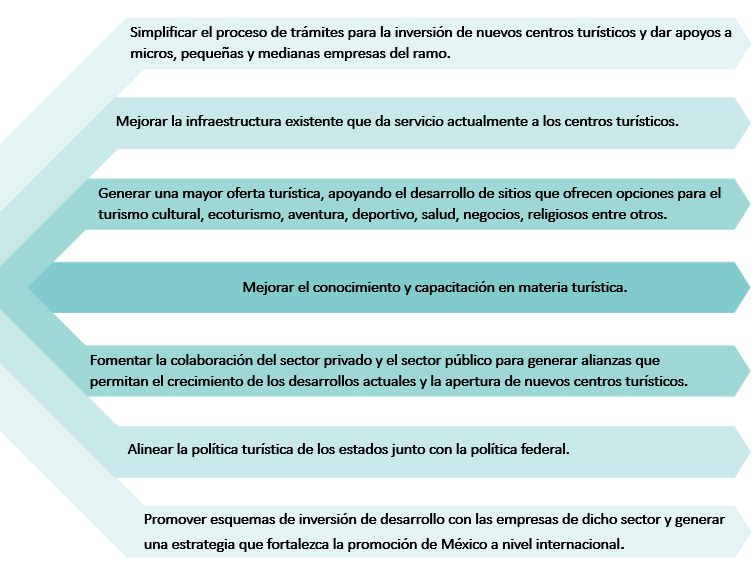 Simplificar el proceso de trámites para la inversión de nuevos centros turísticos y dar apoyos a
micros, pequeñas y medianas empresas del ramo.
Mejorar la infraestructura existente que da servicio actualmente a los centros turísticos.
Generar una mayor oferta turística, apoyando el desarrollo de sitios que ofrecen opciones para el
turismo cultural, ecoturismo, aventura, deportivo, salud, negocios, religiosos entre otros.
Mejorar el conocimiento y capacitación en materia turística.
Fomentar la colaboración del sector privado y el sector público para generar alianzas que
permitan el crecimiento de los desarrollos actuales y la apertura de nuevos centros turísticos.
Alinear la política turística de los estados junto con la política federal.
Promover esquemas de inversión de desarrollo con las empresas de dicho sector y generar
una estrategia que fortalezca la promoción de México a nivel internacional.